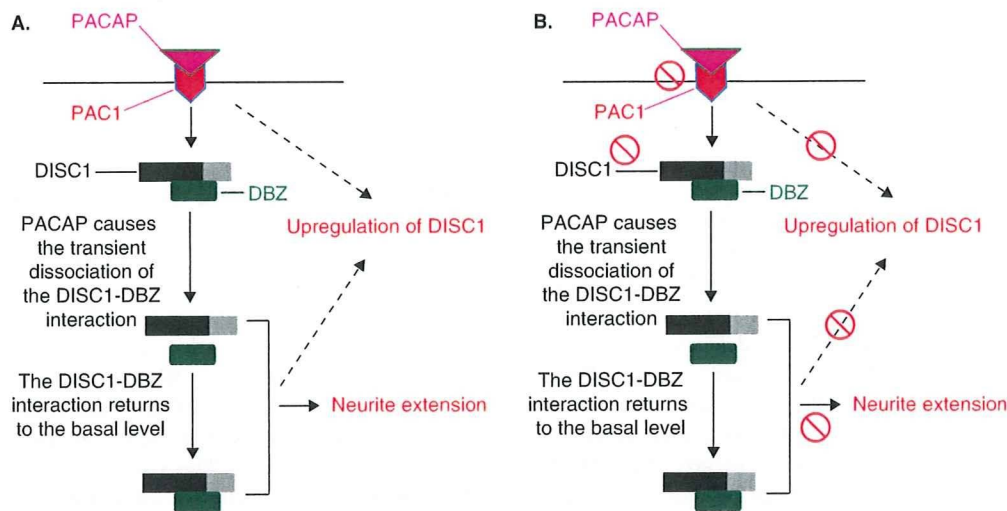 A.
PACAP
PAC1
DISC1
DBZ
PACAP causes
the transient
dissociation of
the DISC1-DBZ
interaction
Upregulation of DISC1
The DISC1-DBZ
interaction returns
to the basal level
Neurite extension
B.
PACAP
PAC1
DISC1
DBZ
PACAP causes
the transient
dissociation of
the DISC1-DBZ
interaction
Upregulation of DISC1
The DISC1-DBZ
interaction returns
to the basal level
Neurite extension